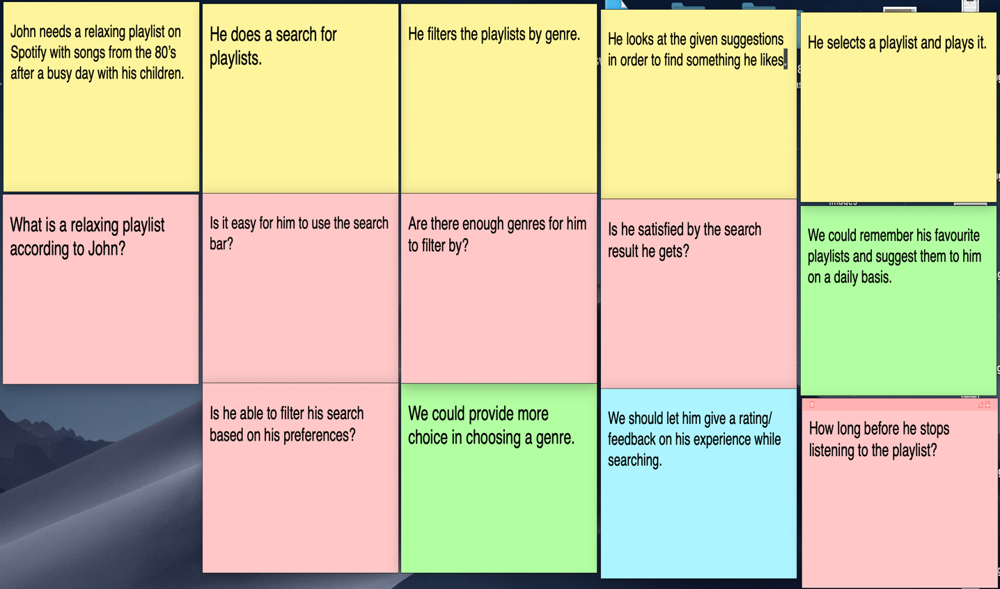 John needs a relaxing playlist on
Spotify with songs from the 80’s
after a busy day with his children.
He does a search for
playlists.
He filters the playlists by genre.
He looks at the given suggestions
in order to find something he likes.
He selects a playlist and plays it.
What is a relaxing playlist
according to John?
Is it easy for him to use the search
bar?
Are there enough genres for him
to filter by?
Is he satisfied by the search
result he gets?
We could remember his favourite
playlists and suggest them to him
on a daily basis.
Is he able to filter his search
based on his preferences?
We could provide more
choice in choosing a genre.
We should let him give a rating/
feedback on his experience while
searching.
How long before he stops
listening to the playlist?